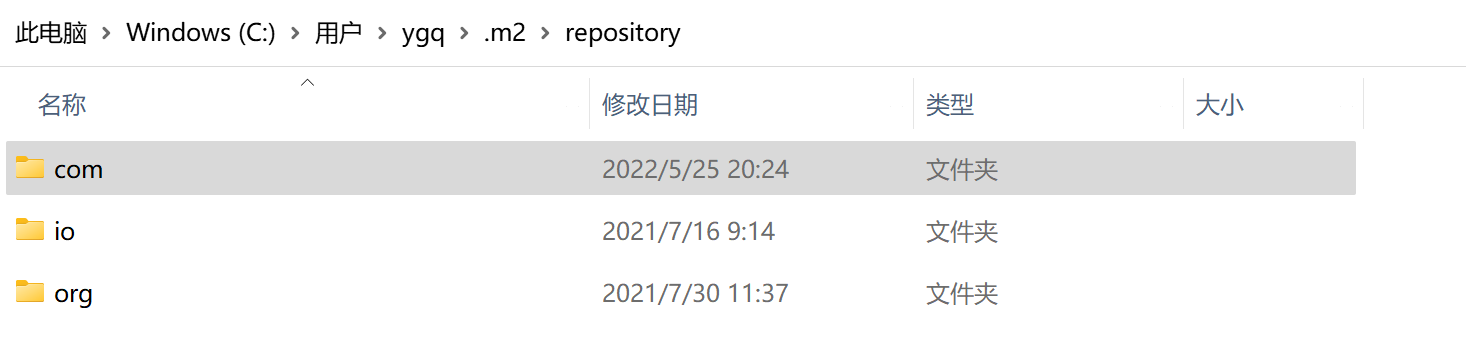 此电脑 > Windows (C:) > 用户 > ygq > .m2 > repository
名称 修改日期 类型 大小
com 2022/5/25 20:24 文件夹
io 2021/7/16 9:14 文件夹
org 2021/7/30 11:37 文件夹